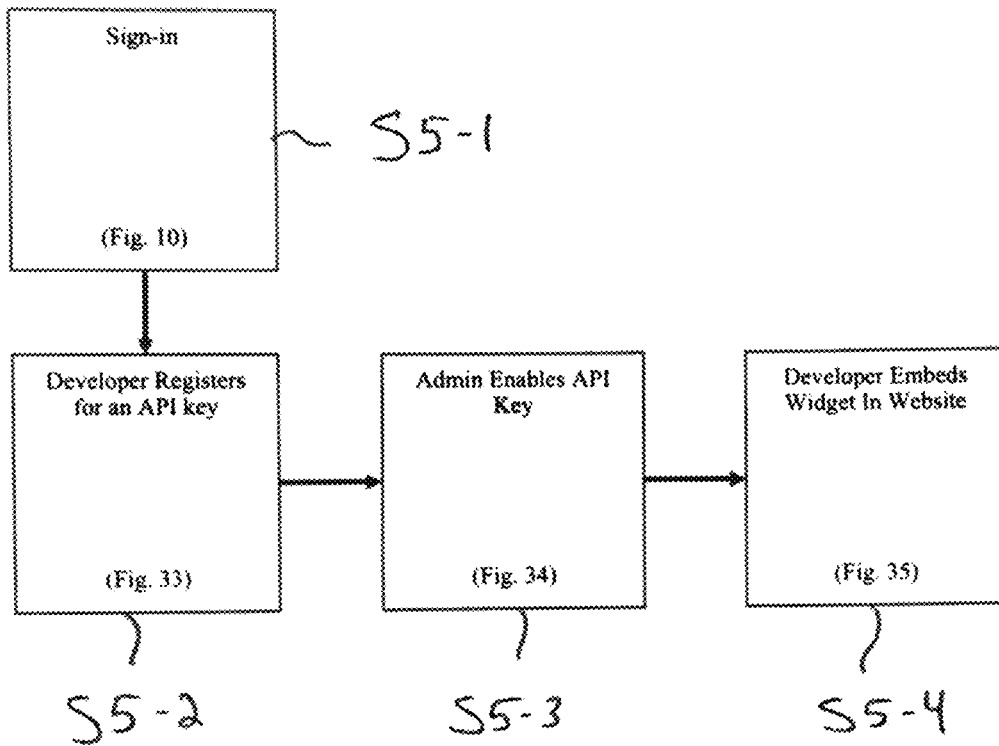 Sign-in
(Fig. 10)
S5-1
Developer Registers
for an API key
(Fig. 33)
S5-2
Admin Enables API
Key
(Fig. 34)
S5-3
Developer Embeds
Widget In Website
(Fig. 35)
S5-4